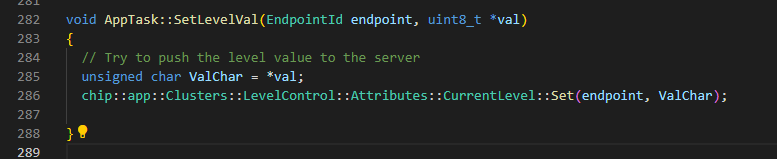 281
282 void AppTask::SetLevelVal(EndpointId endpoint, uint8_t *val)
283 {
284   // Try to push the level value to the server
285   unsigned char ValChar = *val;
286   chip::app::Clusters::LevelControl::Attributes::CurrentLevel::Set(endpoint, ValChar);
287
288 }
289